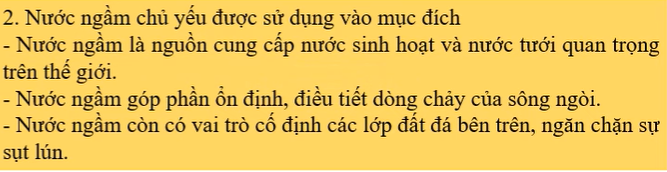 2. Nước ngầm chủ yếu được sử dụng vào mục đích
- Nước ngầm là nguồn cung cấp nước sinh hoạt và nước tưới quan trọng
trên thế giới.
- Nước ngầm góp phần ổn định, điều tiết dòng chảy của sông ngòi.
- Nước ngầm còn có vai trò cố định các lớp đất đá bên trên, ngăn chặn sự
sụt lún.